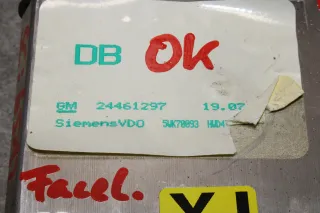 DB OK
GM 24461297 19.07
SiemensVDO 5WK70093
Facel.